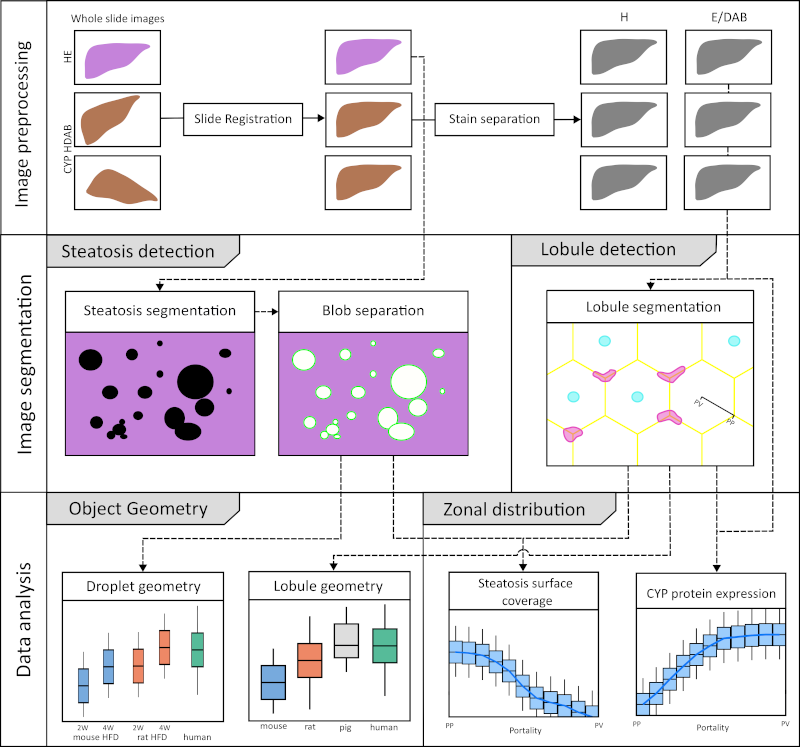 Image preprocessing
Whole slide images
HE
CYP HDAB
Slide Registration
Stain separation
H
E/DAB
Image segmentation
Steatosis detection
Lobule detection
Steatosis segmentation
Blob separation
Lobule segmentation
PV
PP
Data analysis
Object Geometry
Zonal distribution
Droplet geometry
2W
4W
2W
4W
mouse HFD
rat HFD
human
Lobule geometry
mouse
rat
pig
human
Steatosis surface
coverage
PP
Portality
PV
CYP protein expression
PP
Portality
PV